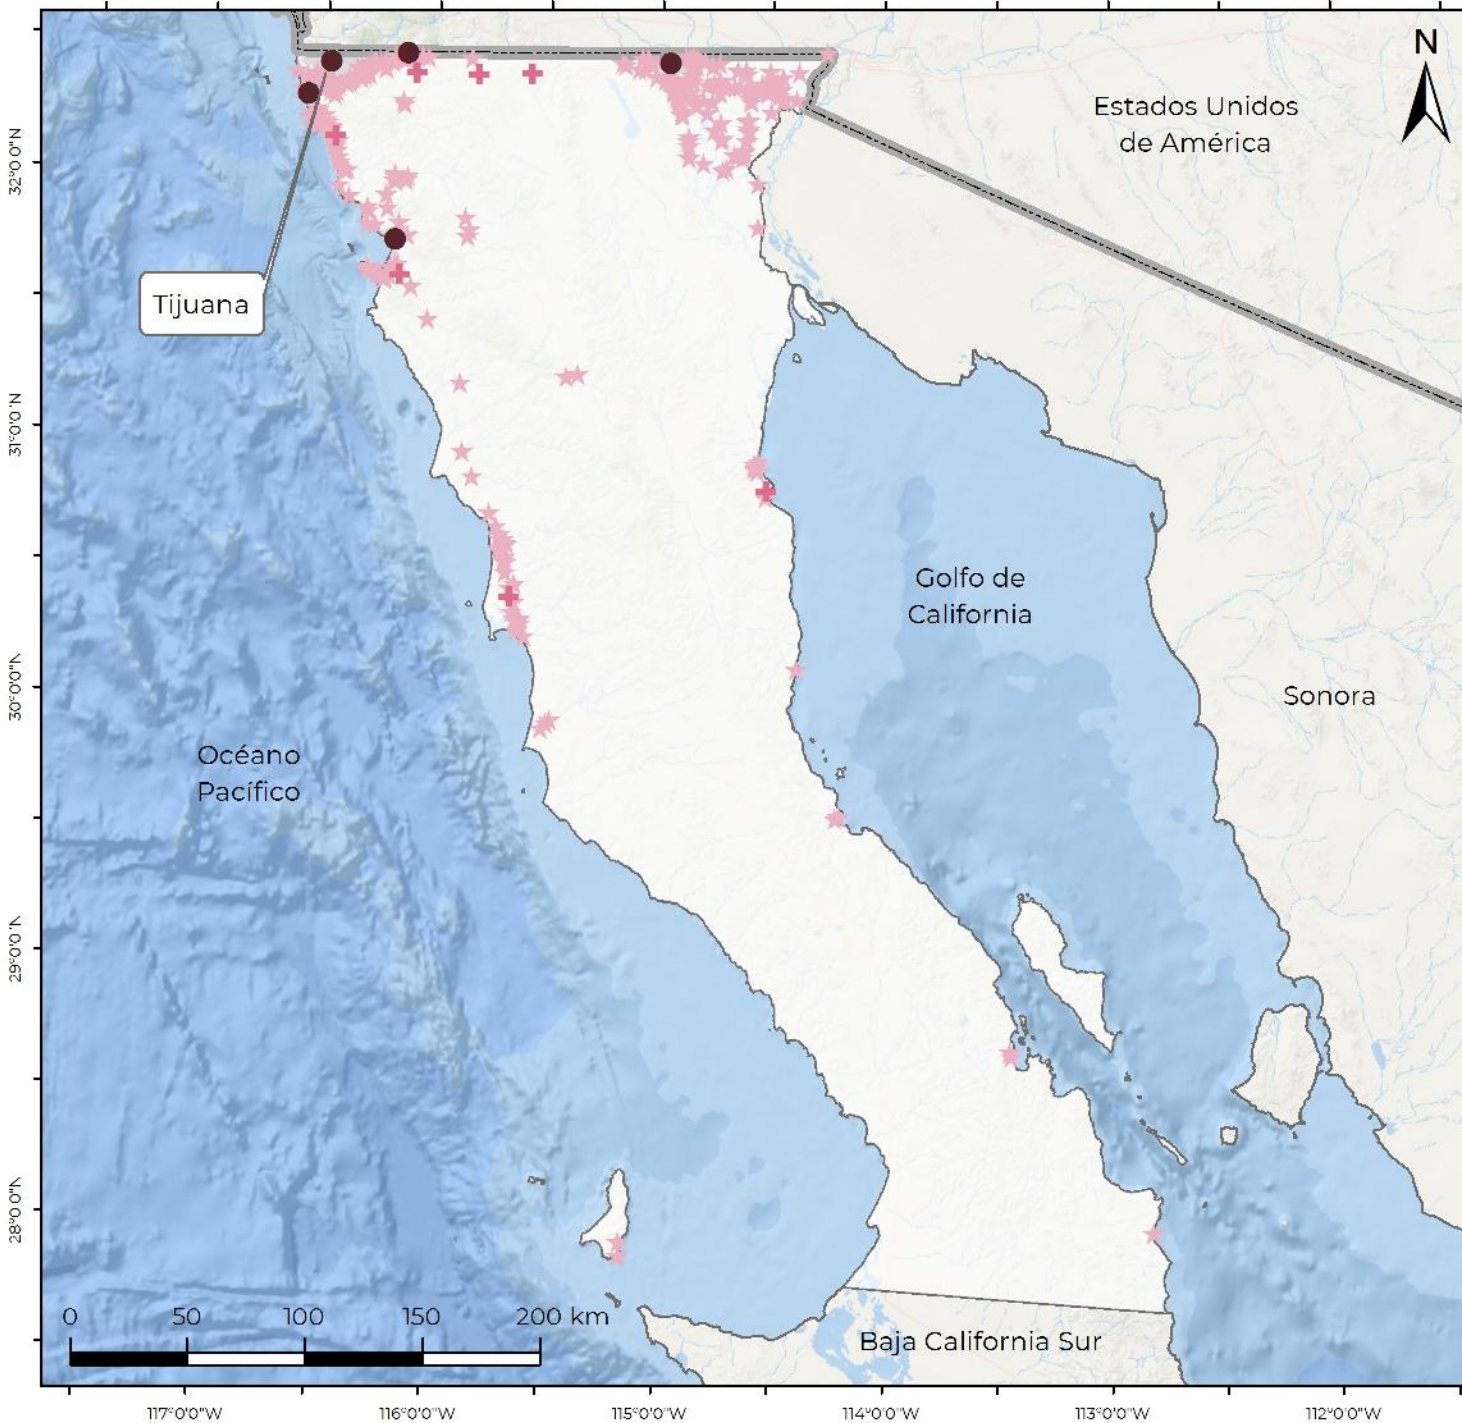 N
Estados Unidos
de América
Tijuana
Golfo de
California
Sonora
Océano
Pacífico
Baja California Sur
0 50 100 150 200 km
32°0'0"N
31°0'0"N
30°0'0"N
29°0'0"N
28°0'0"N
117°0'0"W 116°0'0"W 115°0'0"W 114°0'0"W 113°0'0"W 112°0'0"W